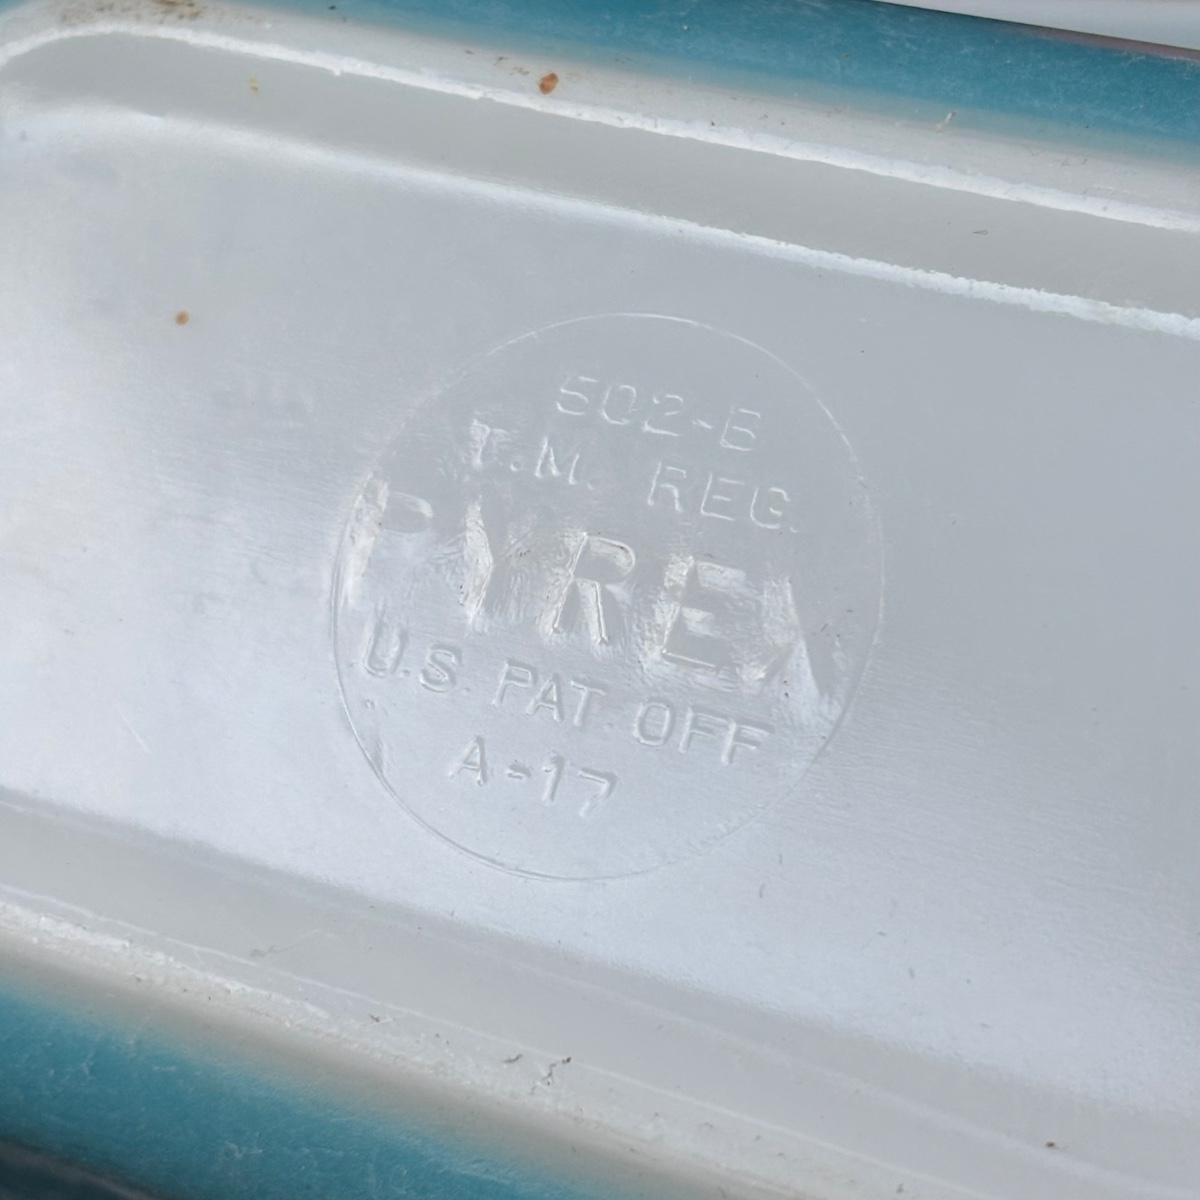 502-B
T.M. REG.
PYREX
U.S. PAT. OFF.
A-17